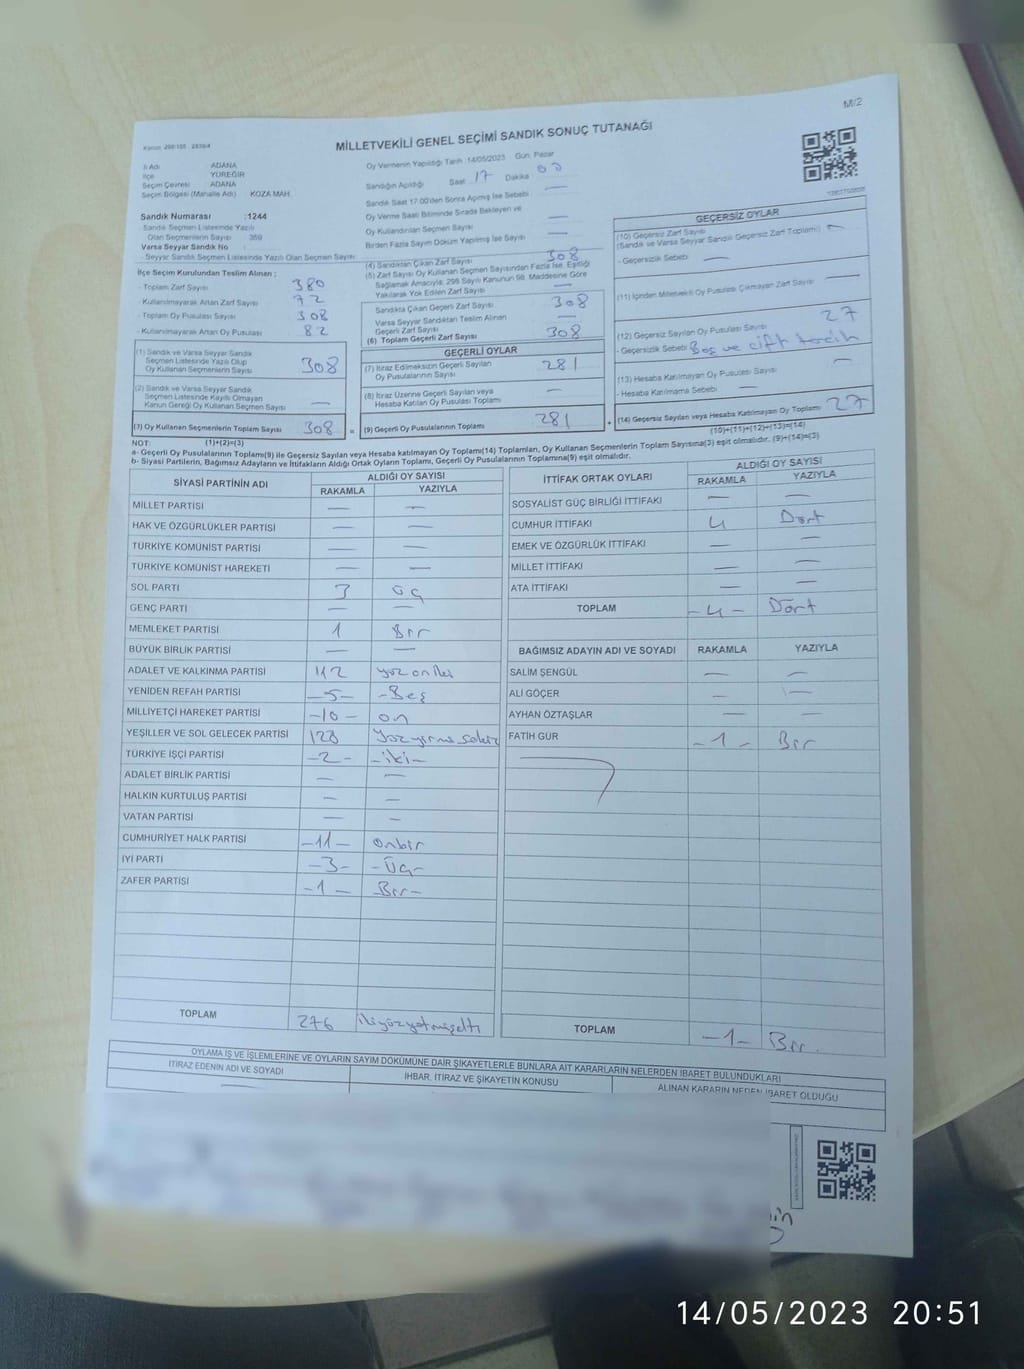 M/2
MİLLETVEKİLİ GENEL SEÇİMİ SANDIK SONUÇ TUTANAĞI
İl Adı ADANA
İlçe YÜREĞİR
Seçim Çevresi ADANA
Seçim Bölgesi (Mahalle Adı) KOZA MAH.
Oy Vermenin Yapıldığı Tarih :14/05/2023 Gün: Pazar
Sandığın Açıldığı Saat 17 Dakika 00
Sandık Saat 17:00'den Sonra Açılmış İse Sebebi —
Oy Verme Saati Bitiminde Sırada Bekleyen ve
Oy Kullandırılan Seçmen Sayısı —
Birden Fazla Sayım Döküm Yapılmış İse Sayısı —
Sandık Numarası :1244
Sandık Seçmen Listesinde Yazılı
Olan Seçmenlerin Sayısı 359
Varsa Seyyar Sandık No :
- Seyyar Sandık Seçmen Listesinde Yazılı Olan Seçmen Sayısı:
İlçe Seçim Kurulundan Teslim Alınan ;
- Toplam Zarf Sayısı 380
Kullanılmayarak Artan Zarf Sayısı 72
- Toplam Oy Pusulası Sayısı 308
- Kullanılmayarak Artan Oy Pusulası 82
(1) Sandık ve Varsa Seyyar Sandık
Seçmen Listesinde Yazılı Olup
Oy Kullanan Seçmenlerin Sayısı 308
(2) Sandık ve Varsa Seyyar Sandık
Seçmen Listesinde Kaydı Olmayan
Kanun Gereği Oy Kullanan Seçmen Sayısı —
(3) Oy Kullanan Seçmenlerin Toplam Sayısı 308 =
(4) Sandıktan Çıkan Zarf Sayısı 308
(5) Zarf Sayısı Oy Kullanan Seçmen Sayısından Fazla İse, Eşitliği
Sağlamak Amacıyla; 298 Sayılı Kanunun 98. Maddesine Göre
Yakılarak Yok Edilen Zarf Sayısı —
Sandıkta Çıkan Geçerli Zarf Sayısı 308
Varsa Seyyar Sandıktan Teslim Alınan
Geçerli Zarf Sayısı —
(6) Toplam Geçerli Zarf Sayısı 308
GEÇERLİ OYLAR
(7) İtiraz Edilmeksizin Geçerli Sayılan
Oy Pusulalarının Sayısı 281
(8) İtiraz Üzerine Geçerli Sayılan veya
Hesaba Katılan Oy Pusulası Toplamı —
(9) Geçerli Oy Pusulalarının Toplamı 281 +
GEÇERSİZ OYLAR
(10) Geçersiz Zarf Sayısı
(Sandık ve Varsa Seyyar Sandık Geçersiz Zarf Toplamı) —
- Geçersizlik Sebebi —
(11) İçinden Milletvekili Oy Pusulası Çıkmayan Zarf Sayısı —
(12) Geçersiz Sayılan Oy Pusulası Sayısı 27
- Geçersizlik Sebebi Boş ve çift tercih
(13) Hesaba Katılmayan Oy Pusulası Sayısı —
- Hesaba Katılmama Sebebi —
(14) Geçersiz Sayılan veya Hesaba Katılmayan Oy Toplamı 27
(10)+(11)+(12)+(13)=(14)
NOT: (1)+(2)=(3)
a- Geçerli Oy Pusulalarının Toplamı(9) ile Geçersiz Sayılan veya Hesaba katılmayan Oy Toplamı(14) Toplamları, Oy Kullanan Seçmenlerin Toplam Sayısına(3) eşit olmalıdır. (9)+(14)=(3)
b- Siyasi Partilerin, Bağımsız Adayların ve İttifakların Aldığı Ortak Oyların Toplamı, Geçerli Oy Pusulalarının Toplamına(9) eşit olmalıdır.
SİYASİ PARTİNİN ADI ALDIĞI OY SAYISI
RAKAMLA YAZIYLA
MİLLET PARTİSİ — —
HAK VE ÖZGÜRLÜKLER PARTİSİ — —
TÜRKİYE KOMÜNİST PARTİSİ — —
TÜRKİYE KOMÜNİST HAREKETİ — —
SOL PARTİ 3 üç
GENÇ PARTİ — —
MEMLEKET PARTİSİ 1 Bir
BÜYÜK BİRLİK PARTİSİ — —
ADALET VE KALKINMA PARTİSİ 112 yüz oniki
YENİDEN REFAH PARTİSİ -5- -Beş
MİLLİYETÇİ HAREKET PARTİSİ -10- on
YEŞİLLER VE SOL GELECEK PARTİSİ 128 Yüzyirmi sekiz
TÜRKİYE İŞÇİ PARTİSİ -2- -iki-
ADALET BİRLİK PARTİSİ — —
HALKIN KURTULUŞ PARTİSİ — —
VATAN PARTİSİ — —
CUMHURİYET HALK PARTİSİ -11- onbir
İYİ PARTİ -3- -Üç-
ZAFER PARTİSİ -1- Bir-
TOPLAM 276 ikiyüzyetmişaltı
İTTİFAK ORTAK OYLARI ALDIĞI OY SAYISI
RAKAMLA YAZIYLA
SOSYALİST GÜÇ BİRLİĞİ İTTİFAKI — —
CUMHUR İTTİFAKI 4 Dört
EMEK VE ÖZGÜRLÜK İTTİFAKI — —
MİLLET İTTİFAKI — —
ATA İTTİFAKI — —
TOPLAM -4- Dört
BAĞIMSIZ ADAYIN ADI VE SOYADI RAKAMLA YAZIYLA
SALİM ŞENGÜL — —
ALİ GÖÇER — —
AYHAN ÖZTAŞLAR — —
FATİH GÜR -1- Bir
TOPLAM -1- Bir
OYLAMA İŞ VE İŞLEMLERİNE VE OYLARIN SAYIM DÖKÜMÜNE DAİR ŞİKAYETLERLE BUNLARA AİT KARARLARIN NELERDEN İBARET BULUNDUKLARI
İTİRAZ EDENİN ADI VE SOYADI İHBAR, İTİRAZ VE ŞİKAYETİN KONUSU ALINAN KARARIN NEDEN İBARET OLDUĞU
14/05/2023 20:51